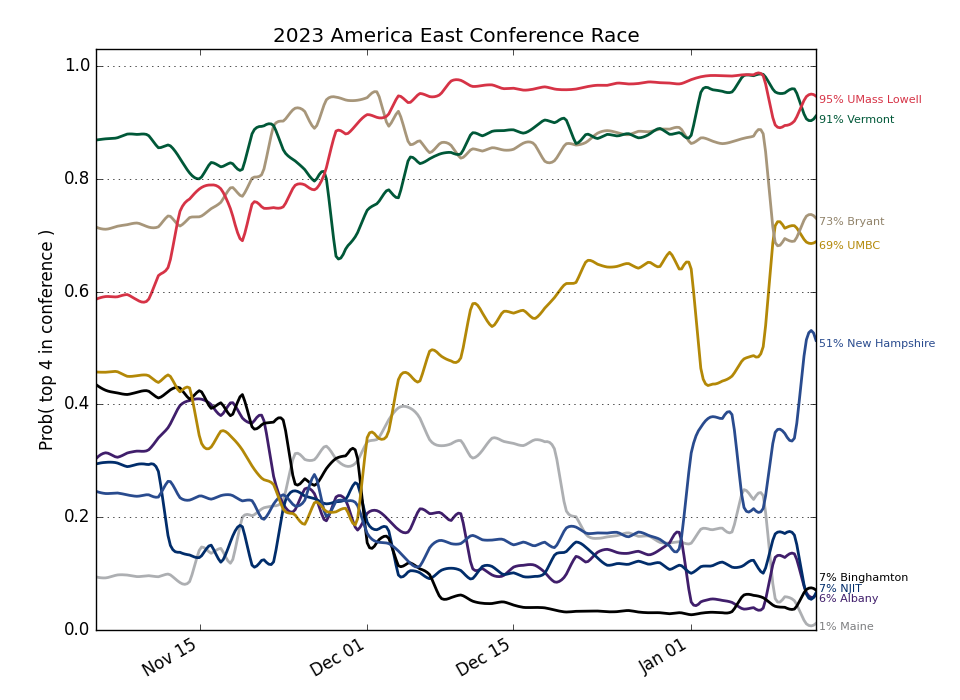 2023 America East Conference Race
Prob( top 4 in conference )
1.0
0.8
0.6
0.4
0.2
0.0
Nov 15
Dec 01
Dec 15
Jan 01
95% UMass Lowell
91% Vermont
73% Bryant
69% UMBC
51% New Hampshire
7% Binghamton
7% NJIT
6% Albany
1% Maine